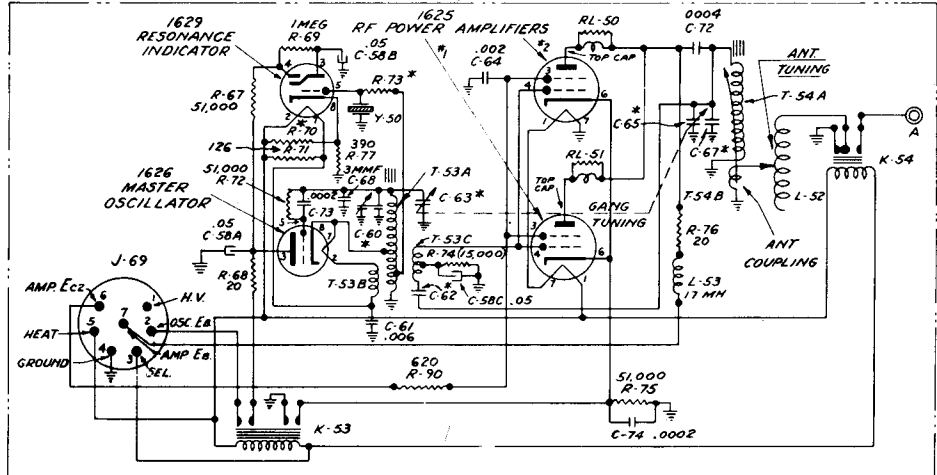 1629
RESONANCE
INDICATOR
1 MEG
R-69
.05
C-58B
1625
RF POWER AMPLIFIERS
#1
#2
RL-50
TOP CAP
.002
C-64
0004
C-72
ANT.
TUNING
T-54A
R-67
51,000
R-73*
Y-50
R-70
*
126
R-71
390
R-77
C-65
*
C-67*
K-54
A
L-52
T-54B
ANT
COUPLING
RL-51
TOP
CAP
GANG
TUNING
1626
MASTER
OSCILLATOR
51,000
R-72
.0002
C-73
3MMF
C-68
T-53A
C-63*
C-60
*
T-53C
R-74(15,000)
R-76
20
L-53
17 MH
.05
C-58A
R-68
20
T-53B
C-62
*
C-58C .05
C-61
.006
J-69
AMP. Ec2
H.V.
OSC. EB
HEAT
AMP EB.
GROUND
SEL.
1
2
3
4
5
6
7
620
R-90
51,000
R-75
C-74 .0002
K-53